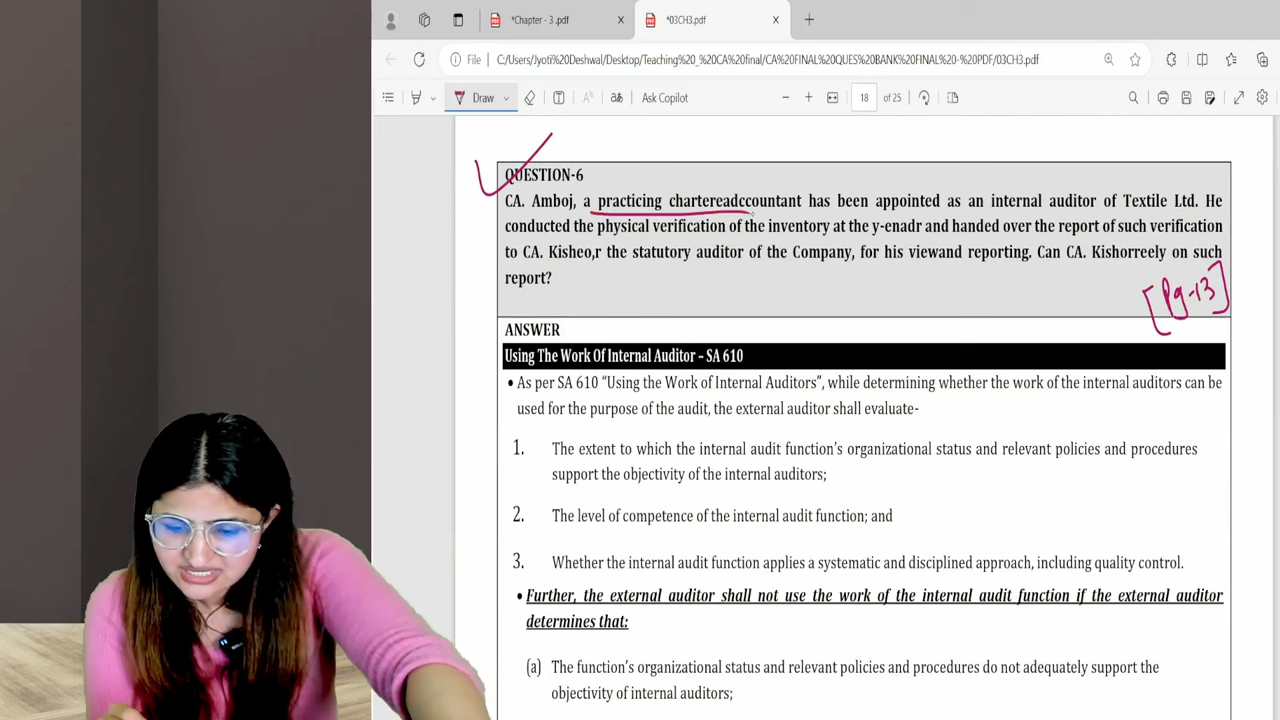 *Chapter - 3 .pdf
*03CH3.pdf
File
C:/Users/Jyoti%20Deshwal/Desktop/Teaching%20_%20CA%20final/CA%20FINAL%20QUES%20BANK%20FINAL%20-%20PDF/03CH3.pdf
Draw
Ask Copilot
18
of 25
QUESTION-6
CA. Amboj, a practicing chartereadccountant has been appointed as an internal auditor of Textile Ltd. He
conducted the physical verification of the inventory at the y-enadr and handed over the report of such verification
to CA. Kisheo,r the statutory auditor of the Company, for his viewand reporting. Can CA. Kishorreely on such
report?
[Pg-13]
ANSWER
Using The Work Of Internal Auditor – SA 610
• As per SA 610 “Using the Work of Internal Auditors”, while determining whether the work of the internal auditors can be
used for the purpose of the audit, the external auditor shall evaluate-
1. The extent to which the internal audit function’s organizational status and relevant policies and procedures
support the objectivity of the internal auditors;
2. The level of competence of the internal audit function; and
3. Whether the internal audit function applies a systematic and disciplined approach, including quality control.
• Further, the external auditor shall not use the work of the internal audit function if the external auditor
determines that:
(a) The function’s organizational status and relevant policies and procedures do not adequately support the
objectivity of internal auditors;